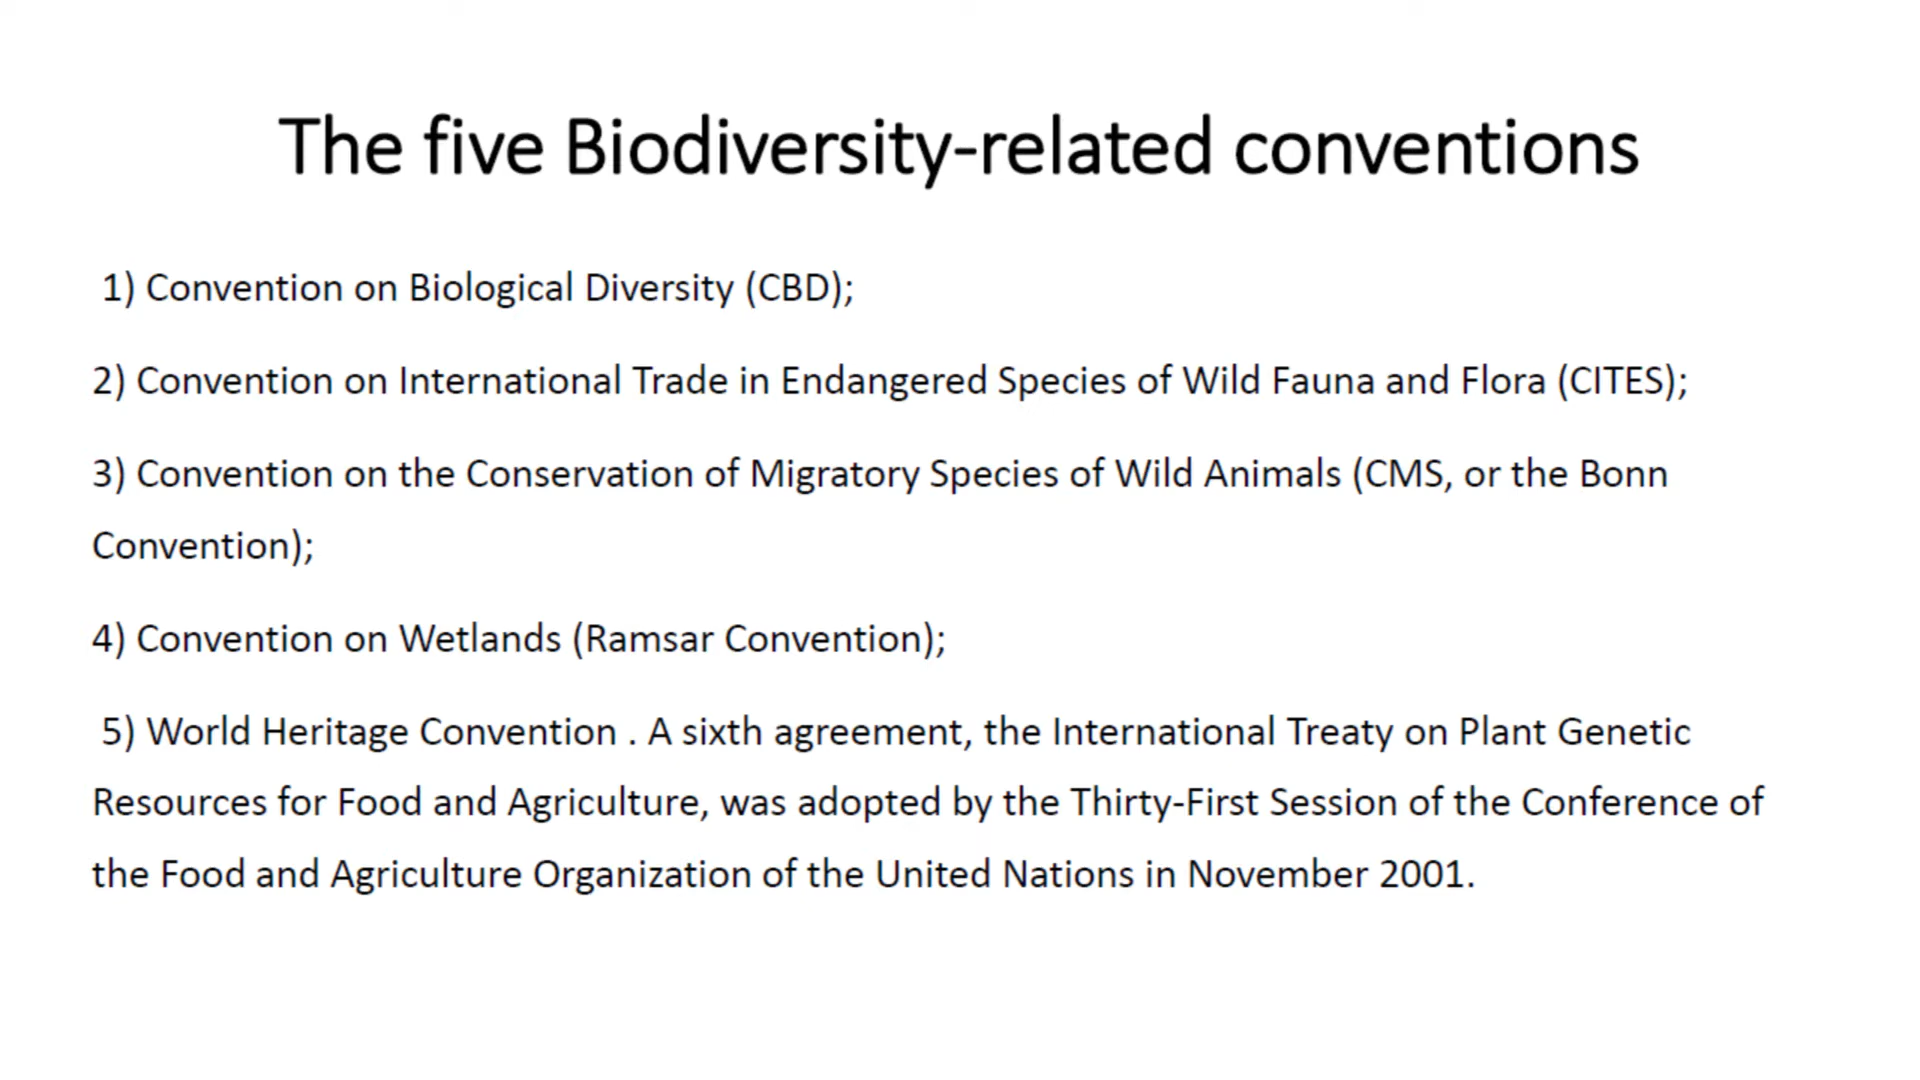 The five Biodiversity-related conventions
1) Convention on Biological Diversity (CBD);
2) Convention on International Trade in Endangered Species of Wild Fauna and Flora (CITES);
3) Convention on the Conservation of Migratory Species of Wild Animals (CMS, or the Bonn
Convention);
4) Convention on Wetlands (Ramsar Convention);
5) World Heritage Convention . A sixth agreement, the International Treaty on Plant Genetic
Resources for Food and Agriculture, was adopted by the Thirty-First Session of the Conference of
the Food and Agriculture Organization of the United Nations in November 2001.